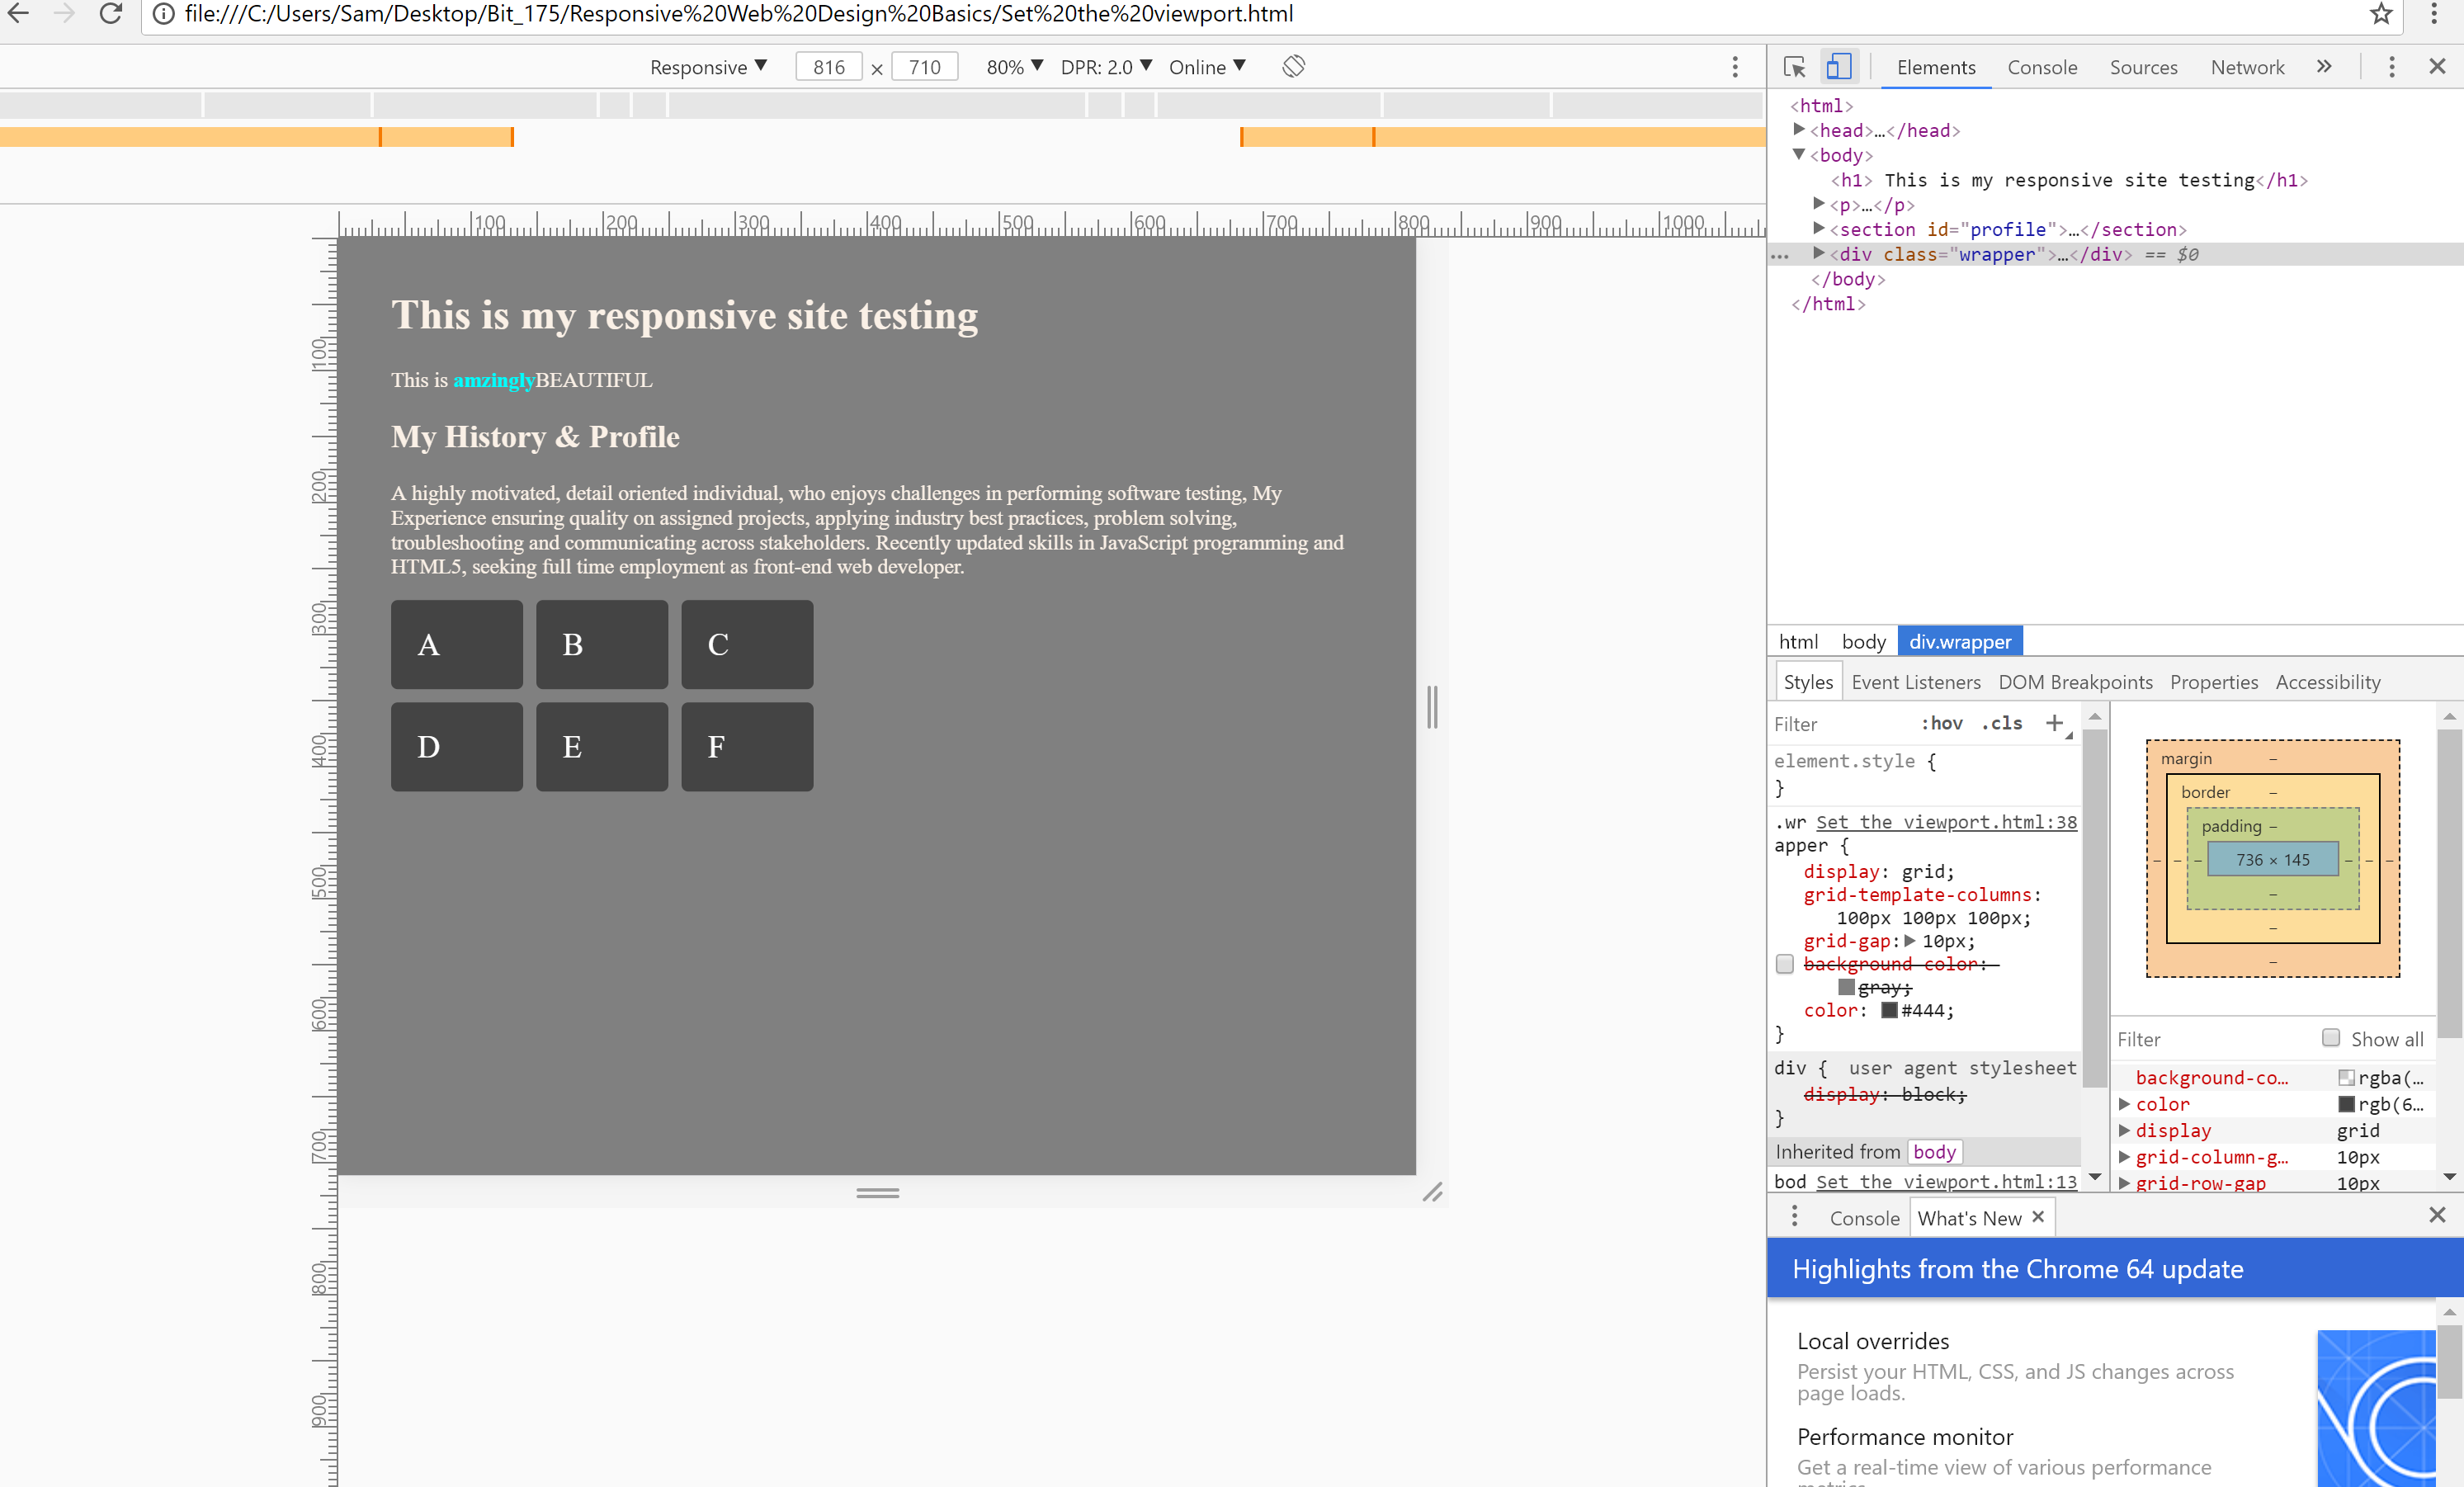 file:///C:/Users/Sam/Desktop/Bit_175/Responsive%20Web%20Design%20Basics/Set%20the%20viewport.html
Responsive ▼ 816 × 710 80% ▼ DPR: 2.0 ▼ Online ▼
100 200 300 400 500 600 700 800 900 1000
100
200
300
400
500
600
700
800
900
This is my responsive site testing
This is amzinglyBEAUTIFUL
My History & Profile
A highly motivated, detail oriented individual, who enjoys challenges in performing software testing, My
Experience ensuring quality on assigned projects, applying industry best practices, problem solving,
troubleshooting and communicating across stakeholders. Recently updated skills in JavaScript programming and
HTML5, seeking full time employment as front-end web developer.
A B C
D E F
Elements Console Sources Network »
<html>
▶<head>…</head>
▼<body>
<h1> This is my responsive site testing</h1>
▶<p>…</p>
▶<section id="profile">…</section>
… ▶<div class="wrapper">…</div> == $0
</body>
</html>
html body div.wrapper
Styles Event Listeners DOM Breakpoints Properties Accessibility
Filter :hov .cls +
element.style {
}
.wr Set the viewport.html:38
apper {
display: grid;
grid-template-columns:
100px 100px 100px;
grid-gap:▶ 10px;
background-color:
gray;
color: #444;
}
div { user agent stylesheet
display: block;
}
Inherited from body
bod Set the viewport.html:13
margin –
border –
padding –
– – – 736 × 145 – – –
–
–
–
Filter Show all
background-co… rgba(…
▶ color rgb(6…
▶ display grid
▶ grid-column-g… 10px
▶ grid-row-gap 10px
Console What's New ×
Highlights from the Chrome 64 update
Local overrides
Persist your HTML, CSS, and JS changes across
page loads.
Performance monitor
Get a real-time view of various performance
metrics